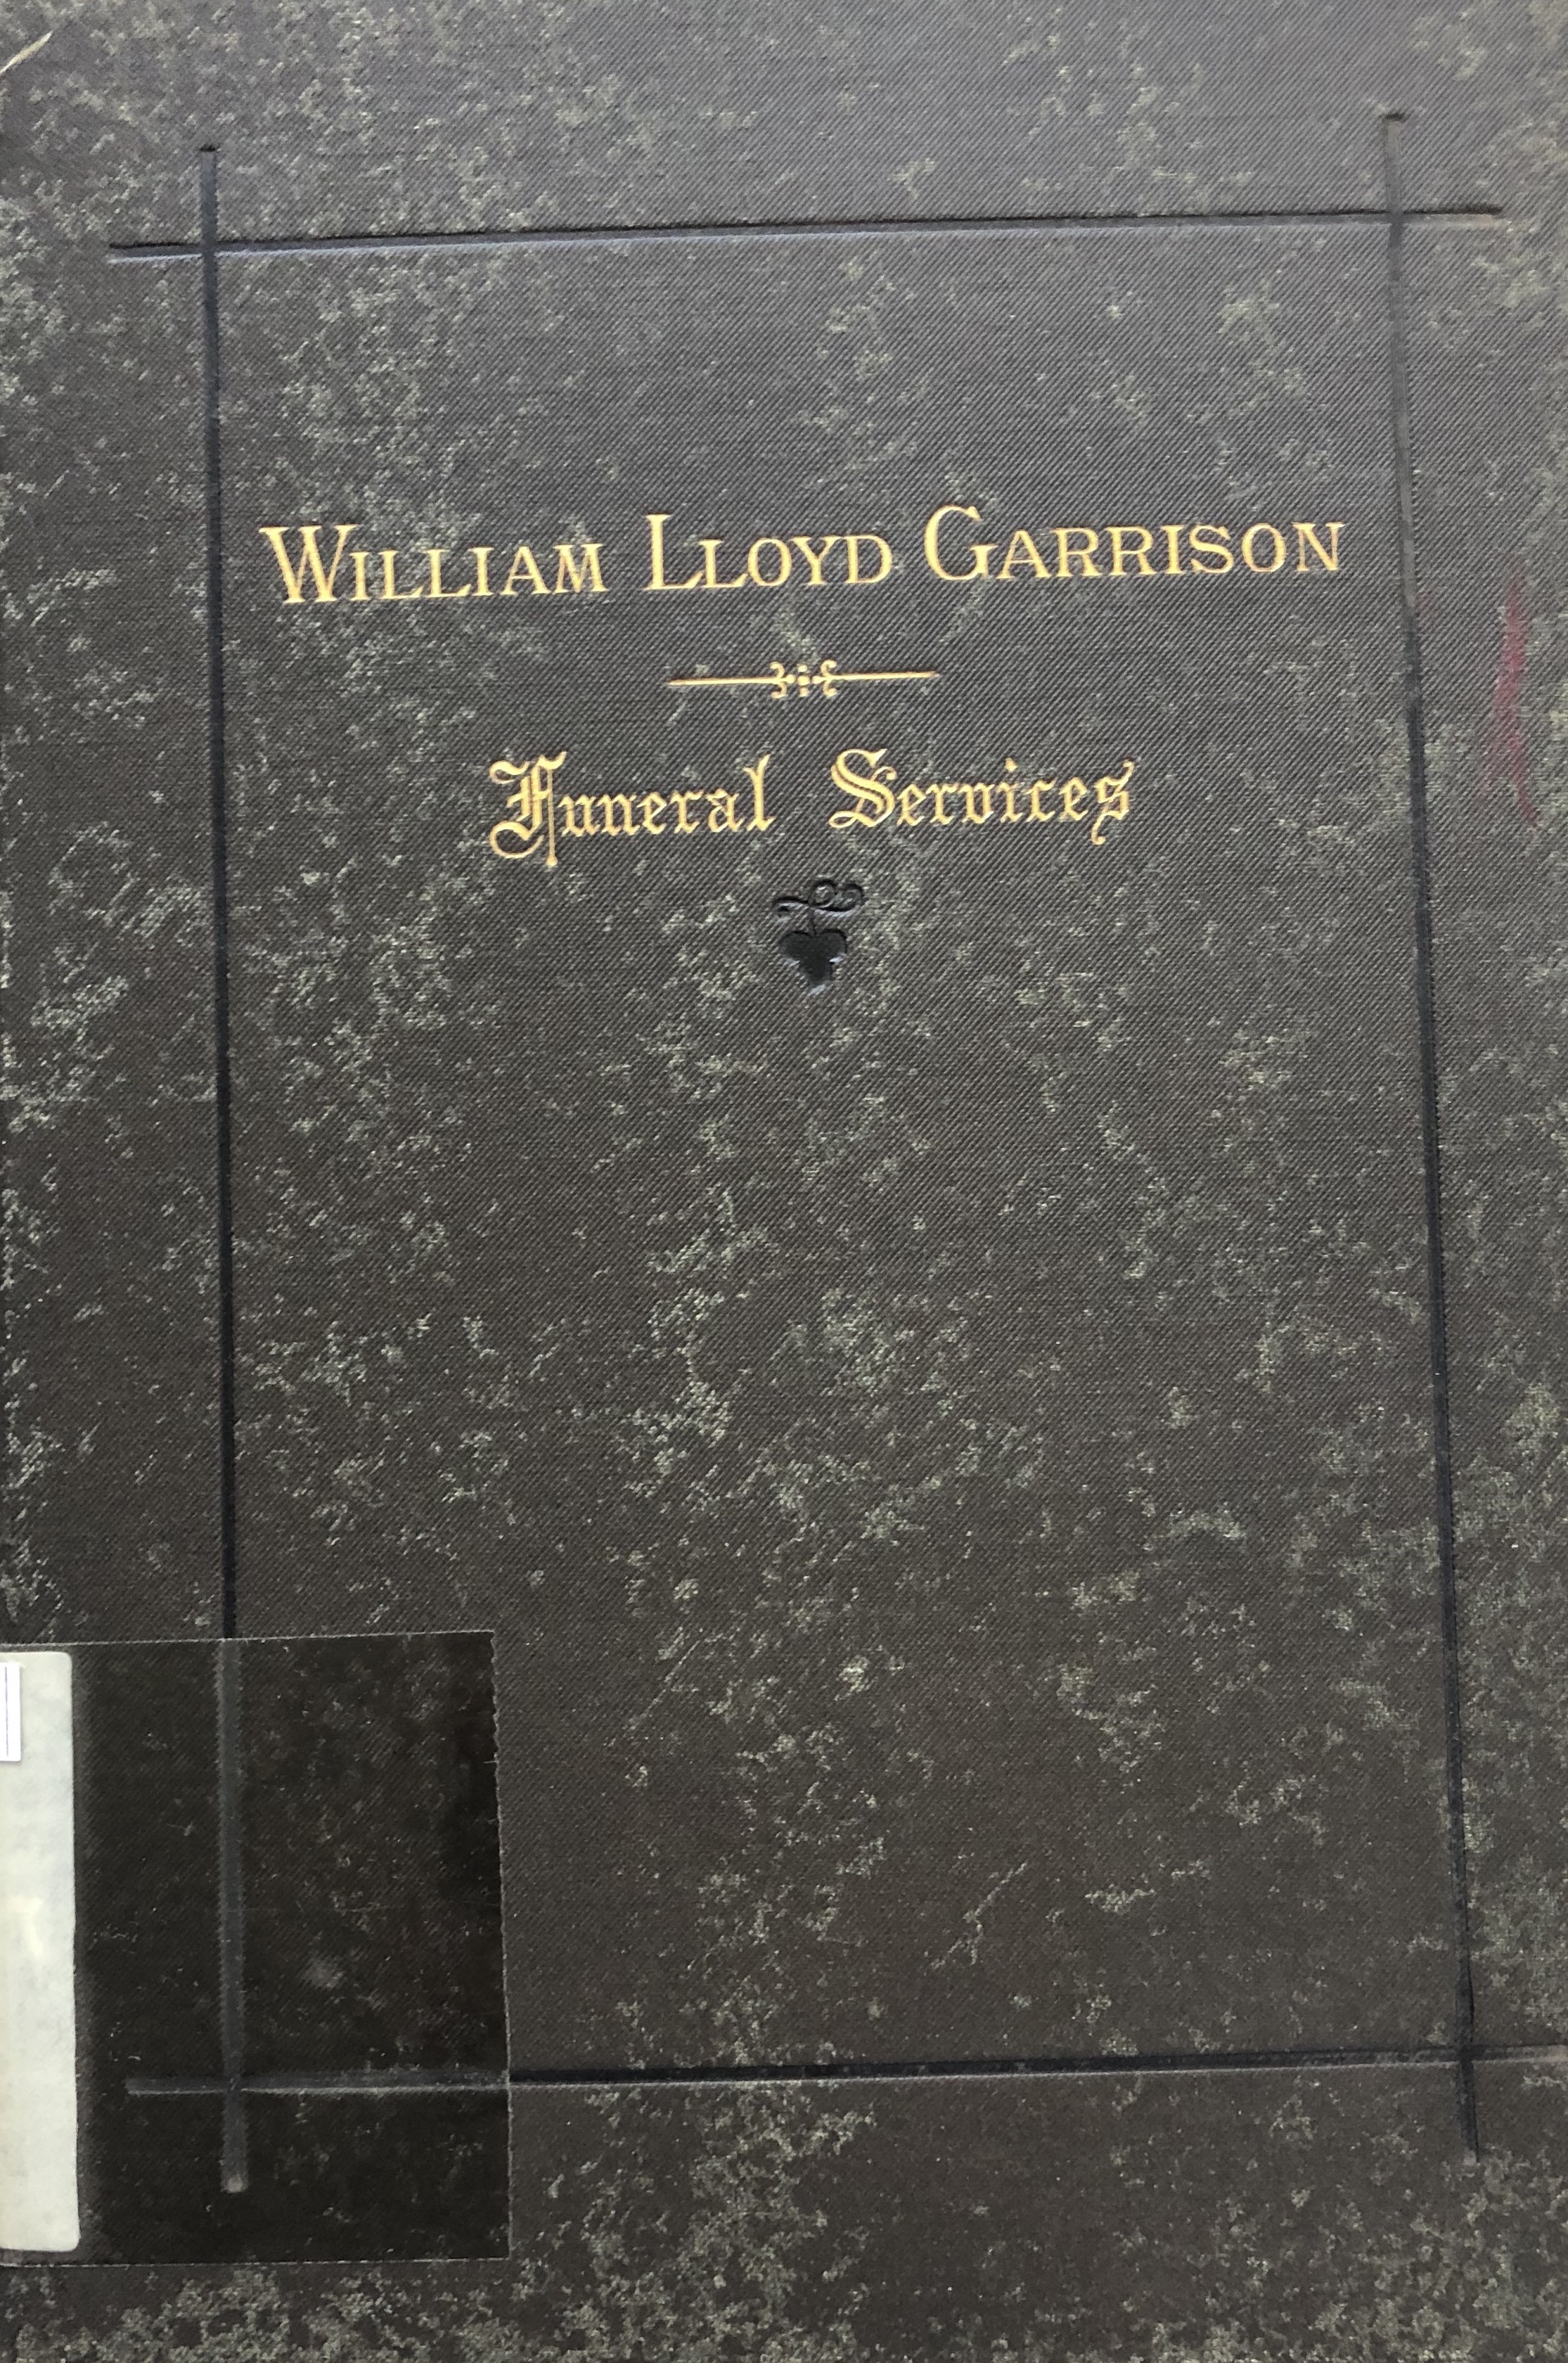 WILLIAM LLOYD GARRISON
Funeral Services